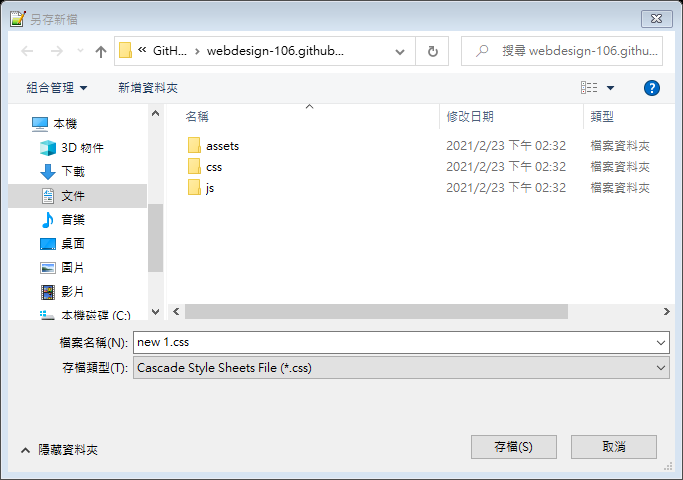 另存新檔
« GitH... › webdesign-106.github...
搜尋 webdesign-106.githu...
組合管理 新增資料夾
本機
3D 物件
下載
文件
音樂
桌面
圖片
影片
本機磁碟 (C:)
名稱 修改日期 類型
assets 2021/2/23 下午 02:32 檔案資料夾
css 2021/2/23 下午 02:32 檔案資料夾
js 2021/2/23 下午 02:32 檔案資料夾
檔案名稱(N): new 1.css
存檔類型(T): Cascade Style Sheets File (*.css)
隱藏資料夾
存檔(S) 取消